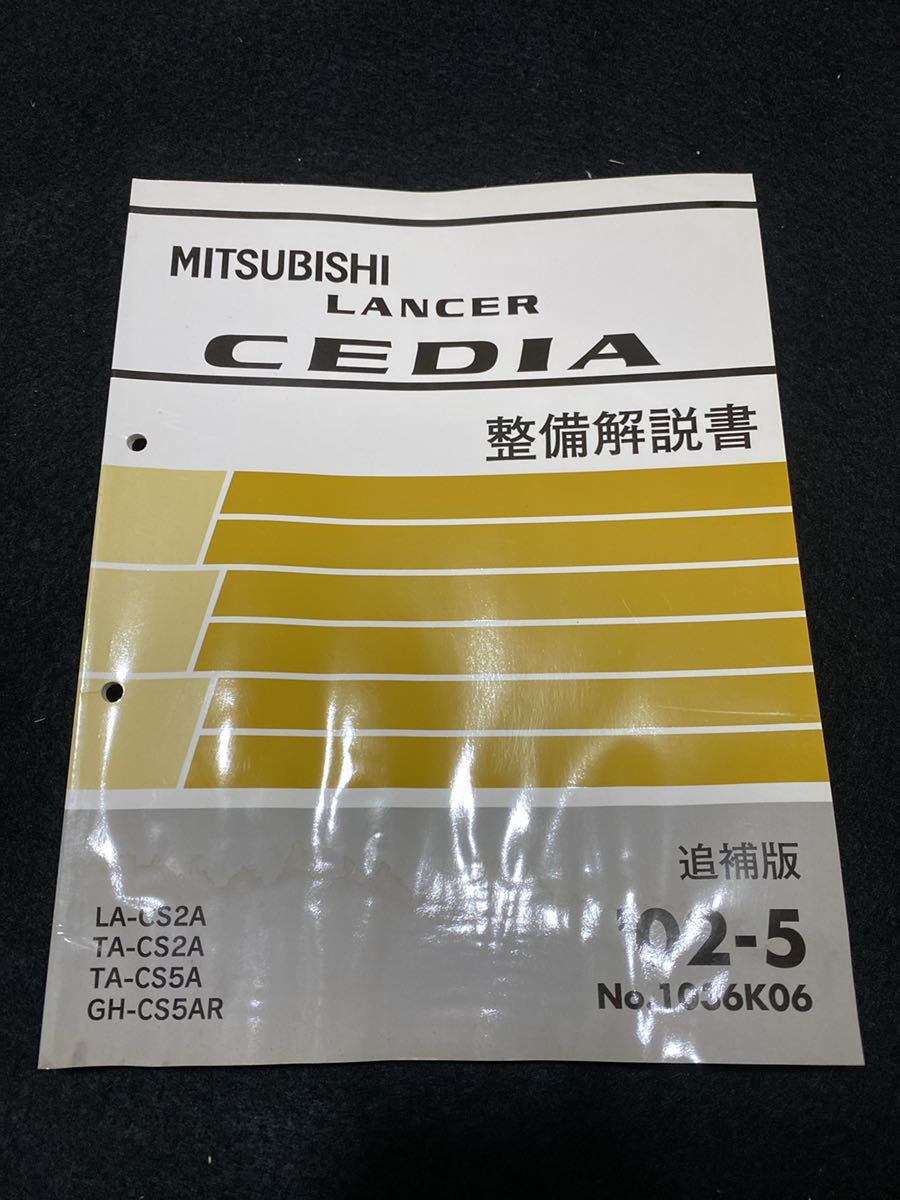 MITSUBISHI
LANCER
CEDIA
整備解説書
追補版
LA-CS2A
TA-CS2A
TA-CS5A
GH-CS5AR
'02-5
No.1036K06